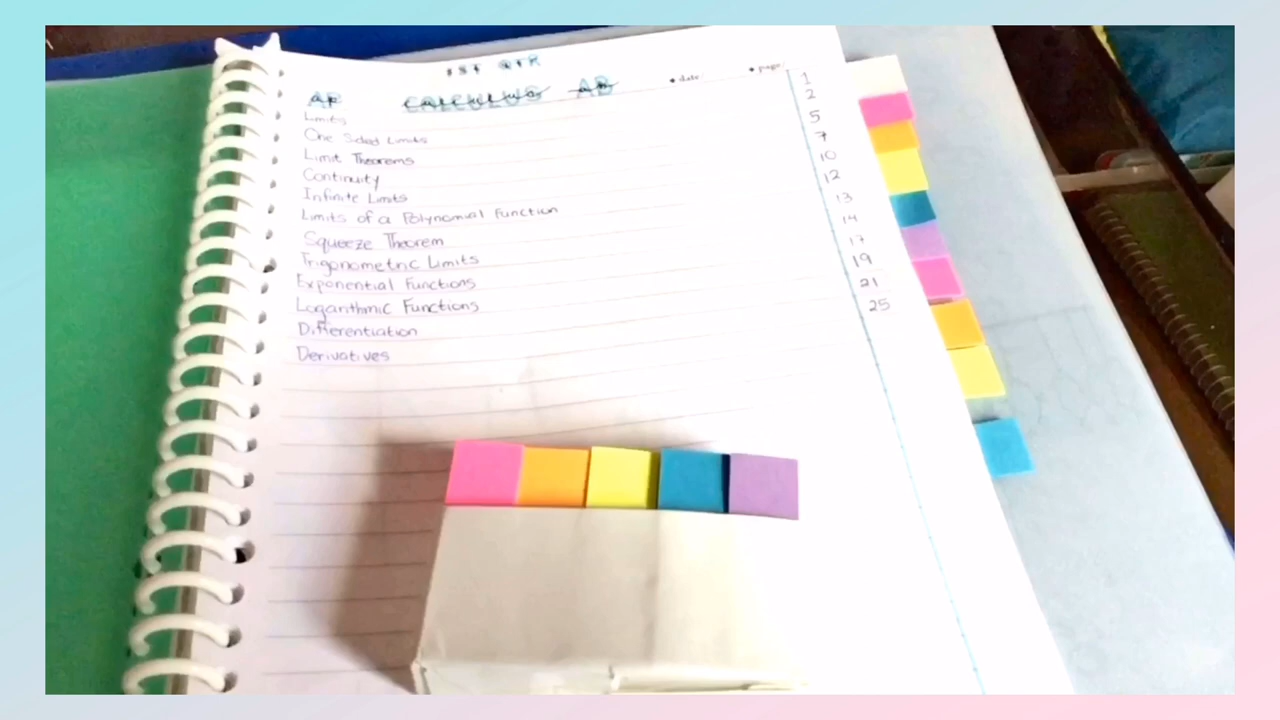 1ST QTR
AP CALCULUS AB
• date: • page:
Limits 1
One Sided Limits 2
Limit Theorems 5
Continuity 7
Infinite Limits 10
Limits of a Polynomial Function 12
Squeeze Theorem 13
Trigonometric Limits 14
Exponential Functions 17
Logarithmic Functions 19
Differentiation 21
Derivatives 25